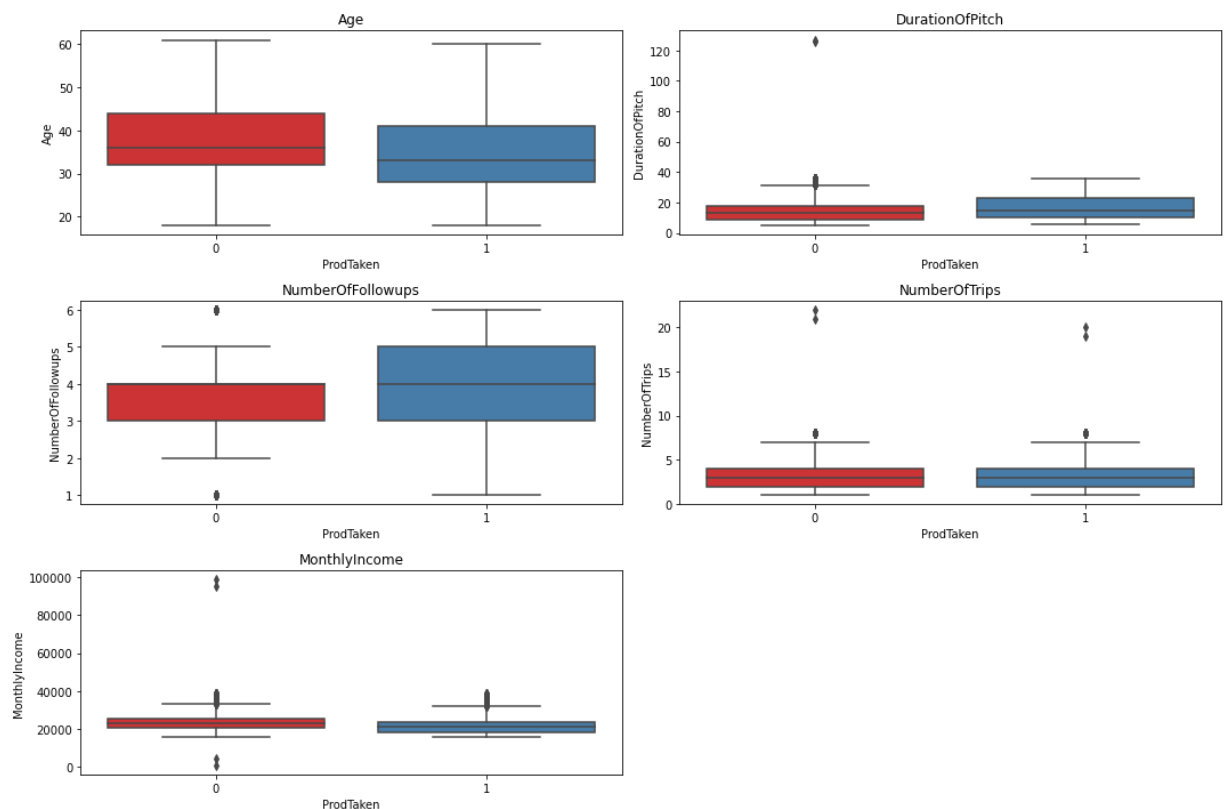 Age
60
50
40
30
20
Age
0
1
ProdTaken
DurationOfPitch
120
100
80
60
40
20
0
DurationOfPitch
0
1
ProdTaken
NumberOfFollowups
6
5
4
3
2
1
NumberOfFollowups
0
1
ProdTaken
NumberOfTrips
20
15
10
5
0
NumberOfTrips
0
1
ProdTaken
MonthlyIncome
100000
80000
60000
40000
20000
0
MonthlyIncome
0
1
ProdTaken